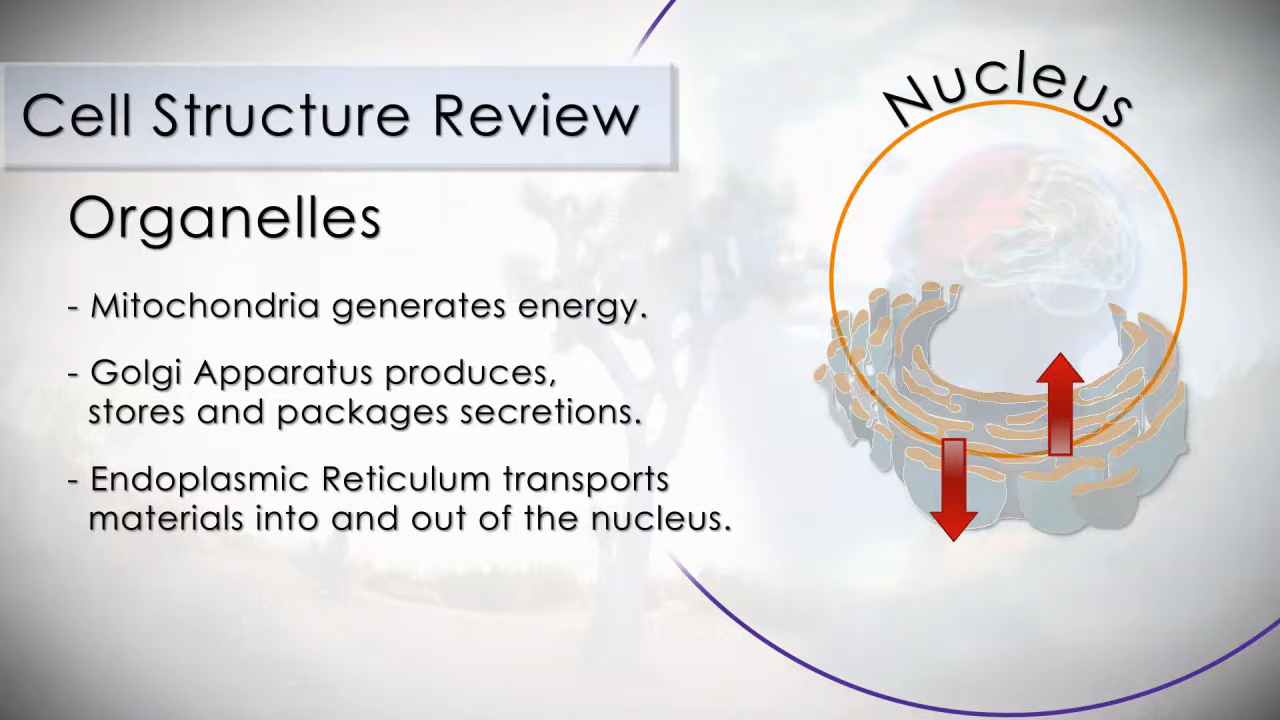 Cell Structure Review
Nucleus
Organelles
- Mitochondria generates energy.
- Golgi Apparatus produces,
stores and packages secretions.
- Endoplasmic Reticulum transports
materials into and out of the nucleus.